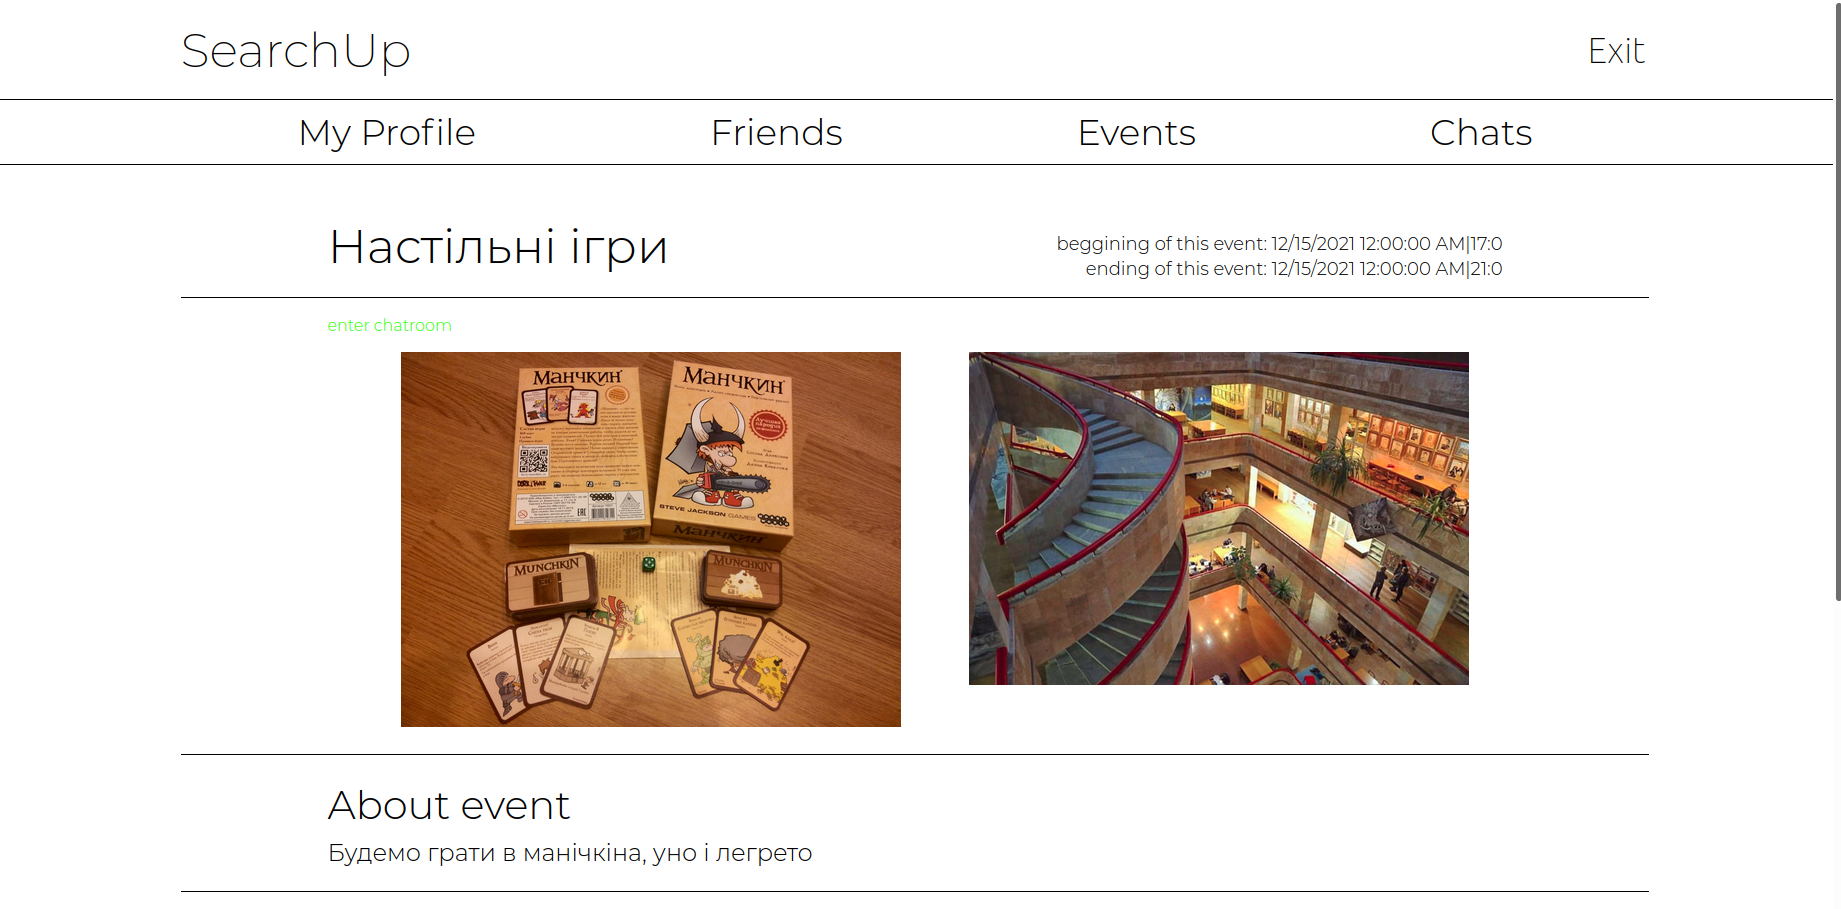 SearchUp
Exit
My Profile
Friends
Events
Chats
Настільні ігри
beggining of this event: 12/15/2021 12:00:00 AM|17:0
ending of this event: 12/15/2021 12:00:00 AM|21:0
enter chatroom
Манчкин
Манчкин
STEVE JACKSON GAMES
Манчкин
MUNCHKIN
MUNCHKIN
About event
Будемо грати в манічкіна, уно і легрето